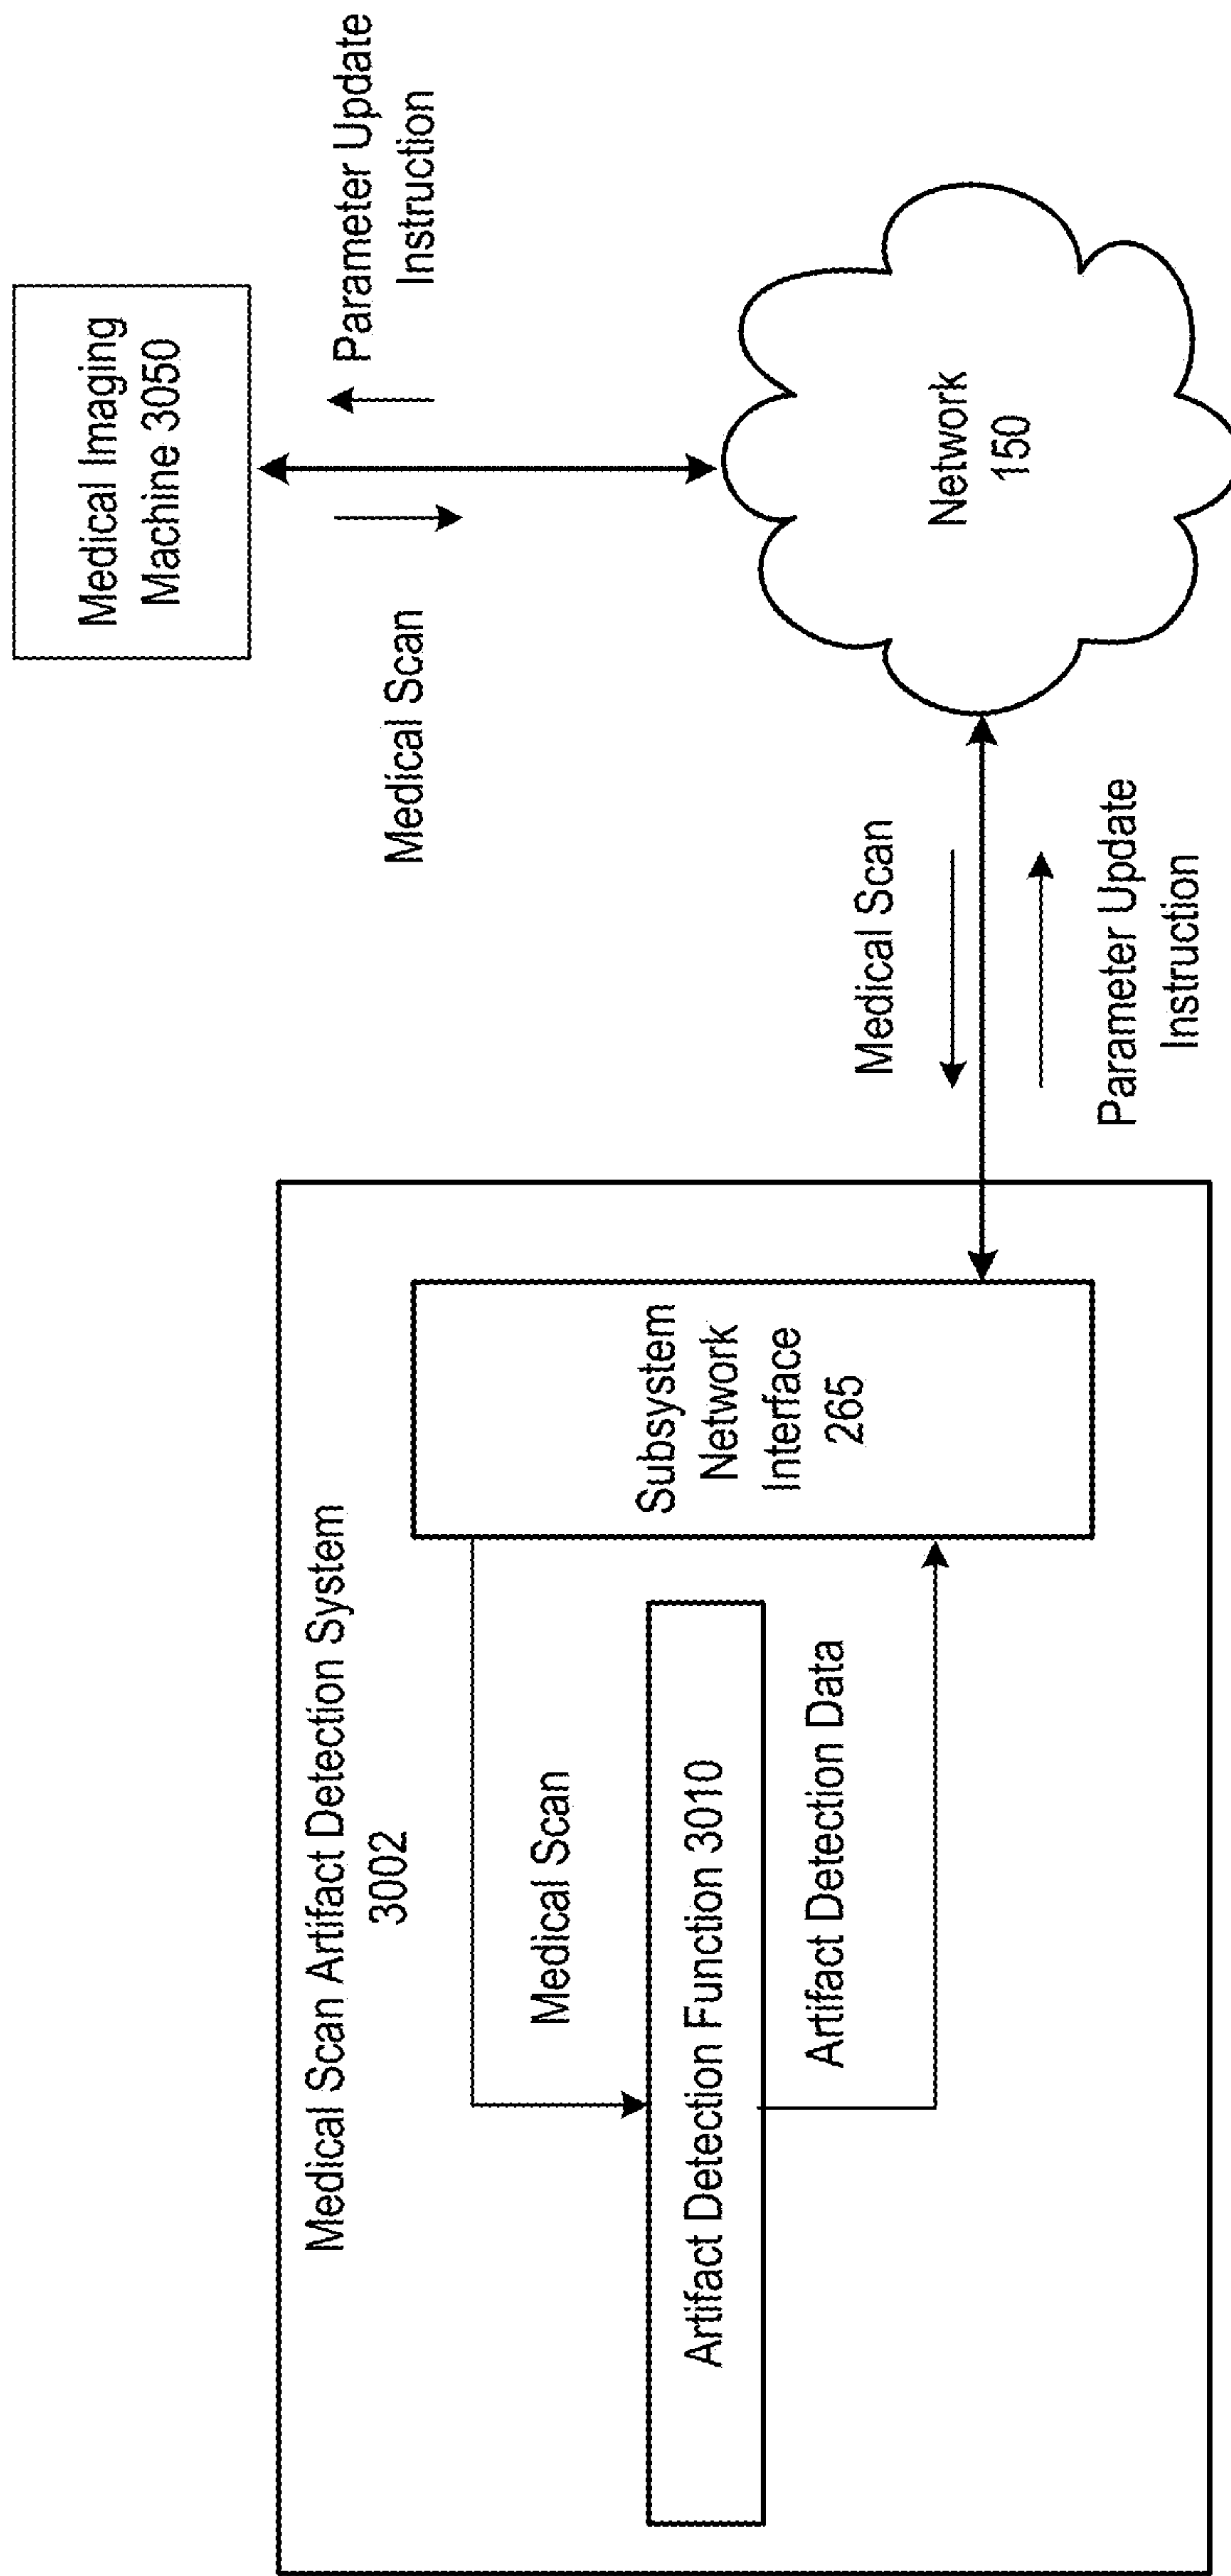 Medical Scan Artifact Detection System
3002
Medical Scan
Artifact Detection Function 3010
Artifact Detection Data
Subsystem
Network
Interface
265
Medical Scan
Parameter Update
Instruction
Medical Imaging
Machine 3050
Medical Scan
Parameter Update
Instruction
Network
150